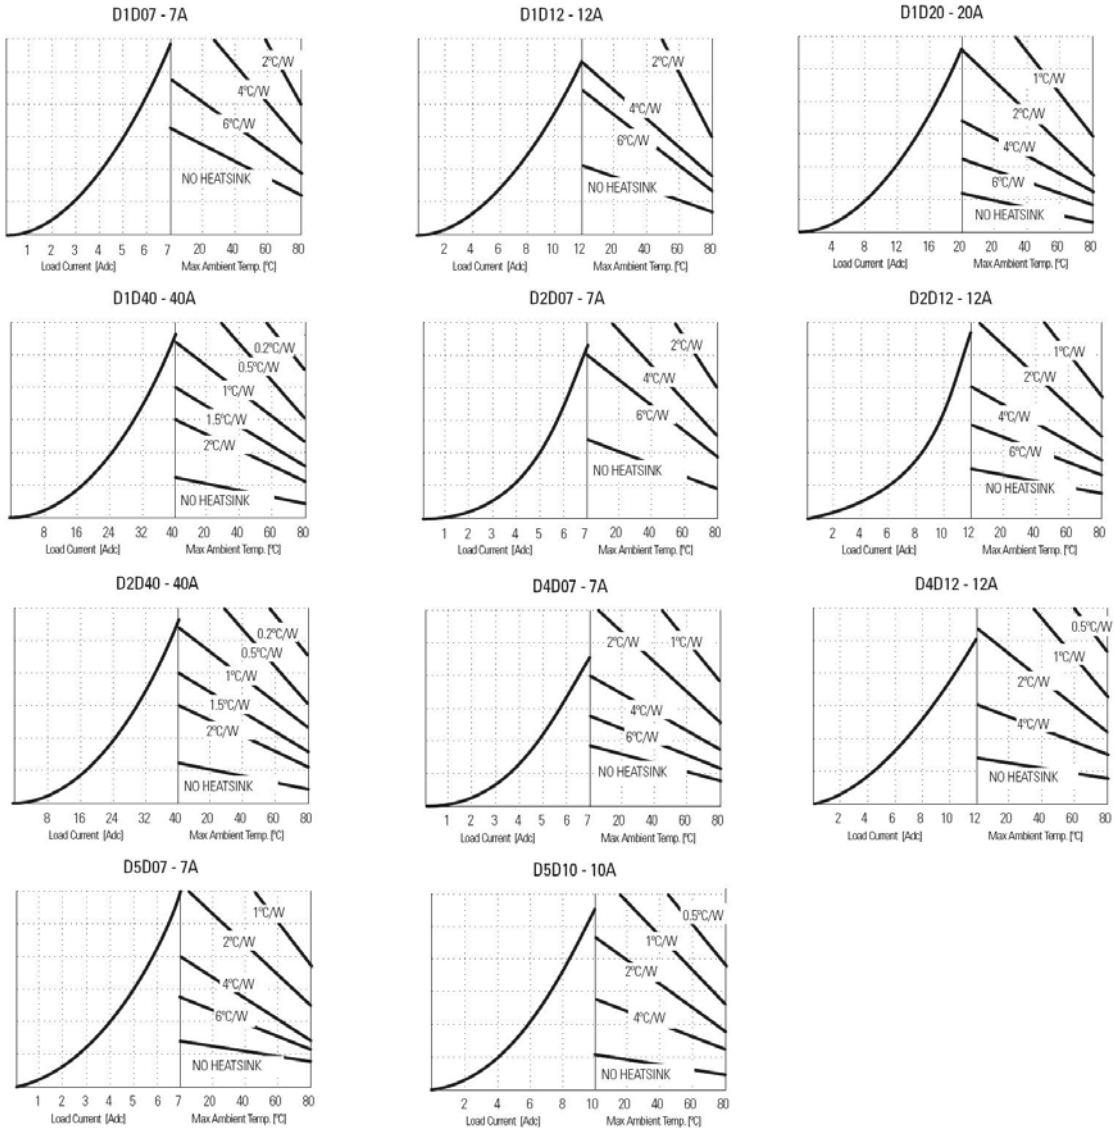 D1D07 - 7A
2°C/W
4°C/W
6°C/W
NO HEATSINK
1 2 3 4 5 6 7 20 40 60 80
Load Current [Adc] Max Ambient Temp. [°C]
D1D12 - 12A
2°C/W
4°C/W
6°C/W
NO HEATSINK
2 4 6 8 10 12 20 40 60 80
Load Current [Adc] Max Ambient Temp. [°C]
D1D20 - 20A
1°C/W
2°C/W
4°C/W
6°C/W
NO HEATSINK
4 8 12 16 20 20 40 60 80
Load Current [Adc] Max Ambient Temp. [°C]
D1D40 - 40A
0.2°C/W
0.5°C/W
1°C/W
1.5°C/W
2°C/W
NO HEATSINK
8 16 24 32 40 20 40 60 80
Load Current [Adc] Max Ambient Temp. [°C]
D2D07 - 7A
2°C/W
4°C/W
6°C/W
NO HEATSINK
1 2 3 4 5 6 7 20 40 60 80
Load Current [Adc] Max Ambient Temp. [°C]
D2D12 - 12A
1°C/W
2°C/W
4°C/W
6°C/W
NO HEATSINK
2 4 6 8 10 12 20 40 60 80
Load Current [Adc] Max Ambient Temp. [°C]
D2D40 - 40A
0.2°C/W
0.5°C/W
1°C/W
1.5°C/W
2°C/W
NO HEATSINK
8 16 24 32 40 20 40 60 80
Load Current [Adc] Max Ambient Temp. [°C]
D4D07 - 7A
2°C/W 1°C/W
4°C/W
6°C/W
NO HEATSINK
1 2 3 4 5 6 7 20 40 60 80
Load Current [Adc] Max Ambient Temp. [°C]
D4D12 - 12A
0.5°C/W
1°C/W
2°C/W
4°C/W
NO HEATSINK
2 4 6 8 10 12 20 40 60 80
Load Current [Adc] Max Ambient Temp. [°C]
D5D07 - 7A
1°C/W
2°C/W
4°C/W
6°C/W
NO HEATSINK
1 2 3 4 5 6 7 20 40 60 80
Load Current [Adc] Max Ambient Temp. [°C]
D5D10 - 10A
0.5°C/W
1°C/W
2°C/W
4°C/W
NO HEATSINK
2 4 6 8 10 20 40 60 80
Load Current [Adc] Max Ambient Temp. [°C]